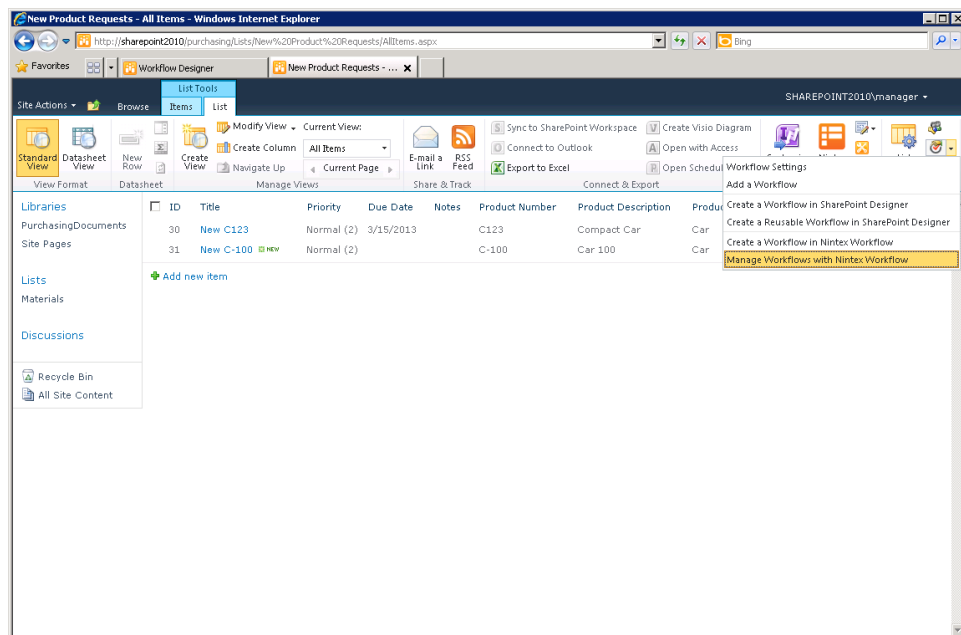 New Product Requests - All Items - Windows Internet Explorer
http://sharepoint2010/purchasing/Lists/New%20Product%20Requests/AllItems.aspx
Bing
Favorites
Workflow Designer
New Product Requests - ...
List Tools
SHAREPOINT2010\manager
Site Actions
Browse
Items
List
Standard View
Datasheet View
New Row
Create View
Modify View
Create Column
Navigate Up
Current View:
All Items
Current Page
E-mail a Link
RSS Feed
Sync to SharePoint Workspace
Connect to Outlook
Export to Excel
Create Visio Diagram
Open with Access
Open Schedul
View Format
Datasheet
Manage Views
Share & Track
Connect & Export
Workflow Settings
Add a Workflow
Create a Workflow in SharePoint Designer
Create a Reusable Workflow in SharePoint Designer
Create a Workflow in Nintex Workflow
Manage Workflows with Nintex Workflow
Libraries
PurchasingDocuments
Site Pages
Lists
Materials
Discussions
Recycle Bin
All Site Content
ID Title Priority Due Date Notes Product Number Product Description Produc
30 New C123 Normal (2) 3/15/2013 C123 Compact Car Car
31 New C-100 NEW Normal (2) C-100 Car 100 Car
Add new item